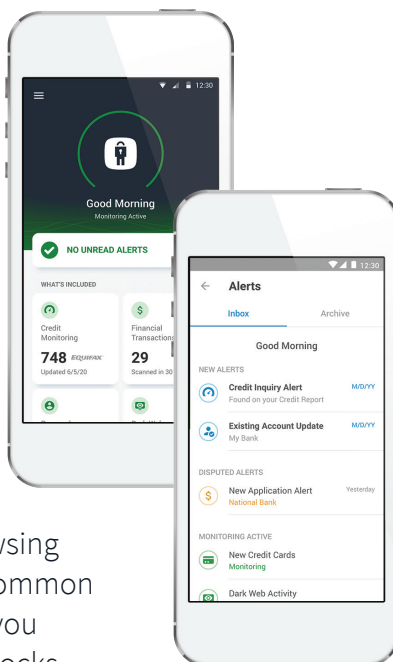 12:30
Good Morning
Monitoring Active
NO UNREAD ALERTS
WHAT'S INCLUDED
Credit
Monitoring
748 EQUIFAX
Updated 6/5/20
Financial
Transactions
29
Scanned in 30
12:30
Alerts
Inbox Archive
Good Morning
NEW ALERTS
Credit Inquiry Alert M/D/YY
Found on your Credit Report
Existing Account Update M/D/YY
My Bank
DISPUTED ALERTS
New Application Alert Yesterday
National Bank
MONITORING ACTIVE
New Credit Cards
Monitoring
Dark Web Activity
ommon
you